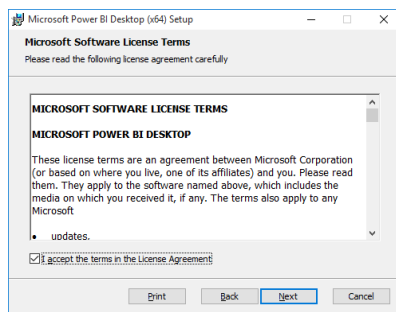 Microsoft Power BI Desktop (x64) Setup
Microsoft Software License Terms
Please read the following license agreement carefully
MICROSOFT SOFTWARE LICENSE TERMS
MICROSOFT POWER BI DESKTOP
These license terms are an agreement between Microsoft Corporation
(or based on where you live, one of its affiliates) and you. Please read
them. They apply to the software named above, which includes the
media on which you received it, if any. The terms also apply to any
Microsoft
• updates,
I accept the terms in the License Agreement
Print Back Next Cancel